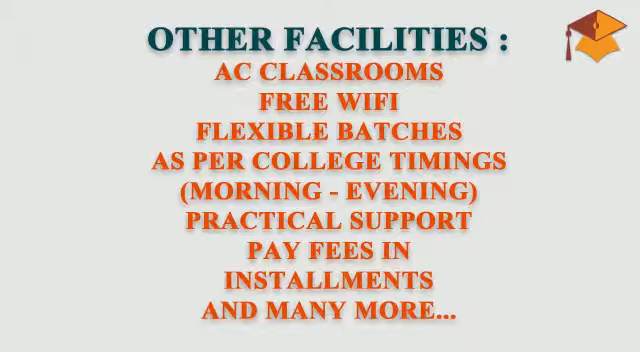 OTHER FACILITIES :
AC CLASSROOMS
FREE WIFI
FLEXIBLE BATCHES
AS PER COLLEGE TIMINGS
(MORNING - EVENING)
PRACTICAL SUPPORT
PAY FEES IN
INSTALLMENTS
AND MANY MORE...